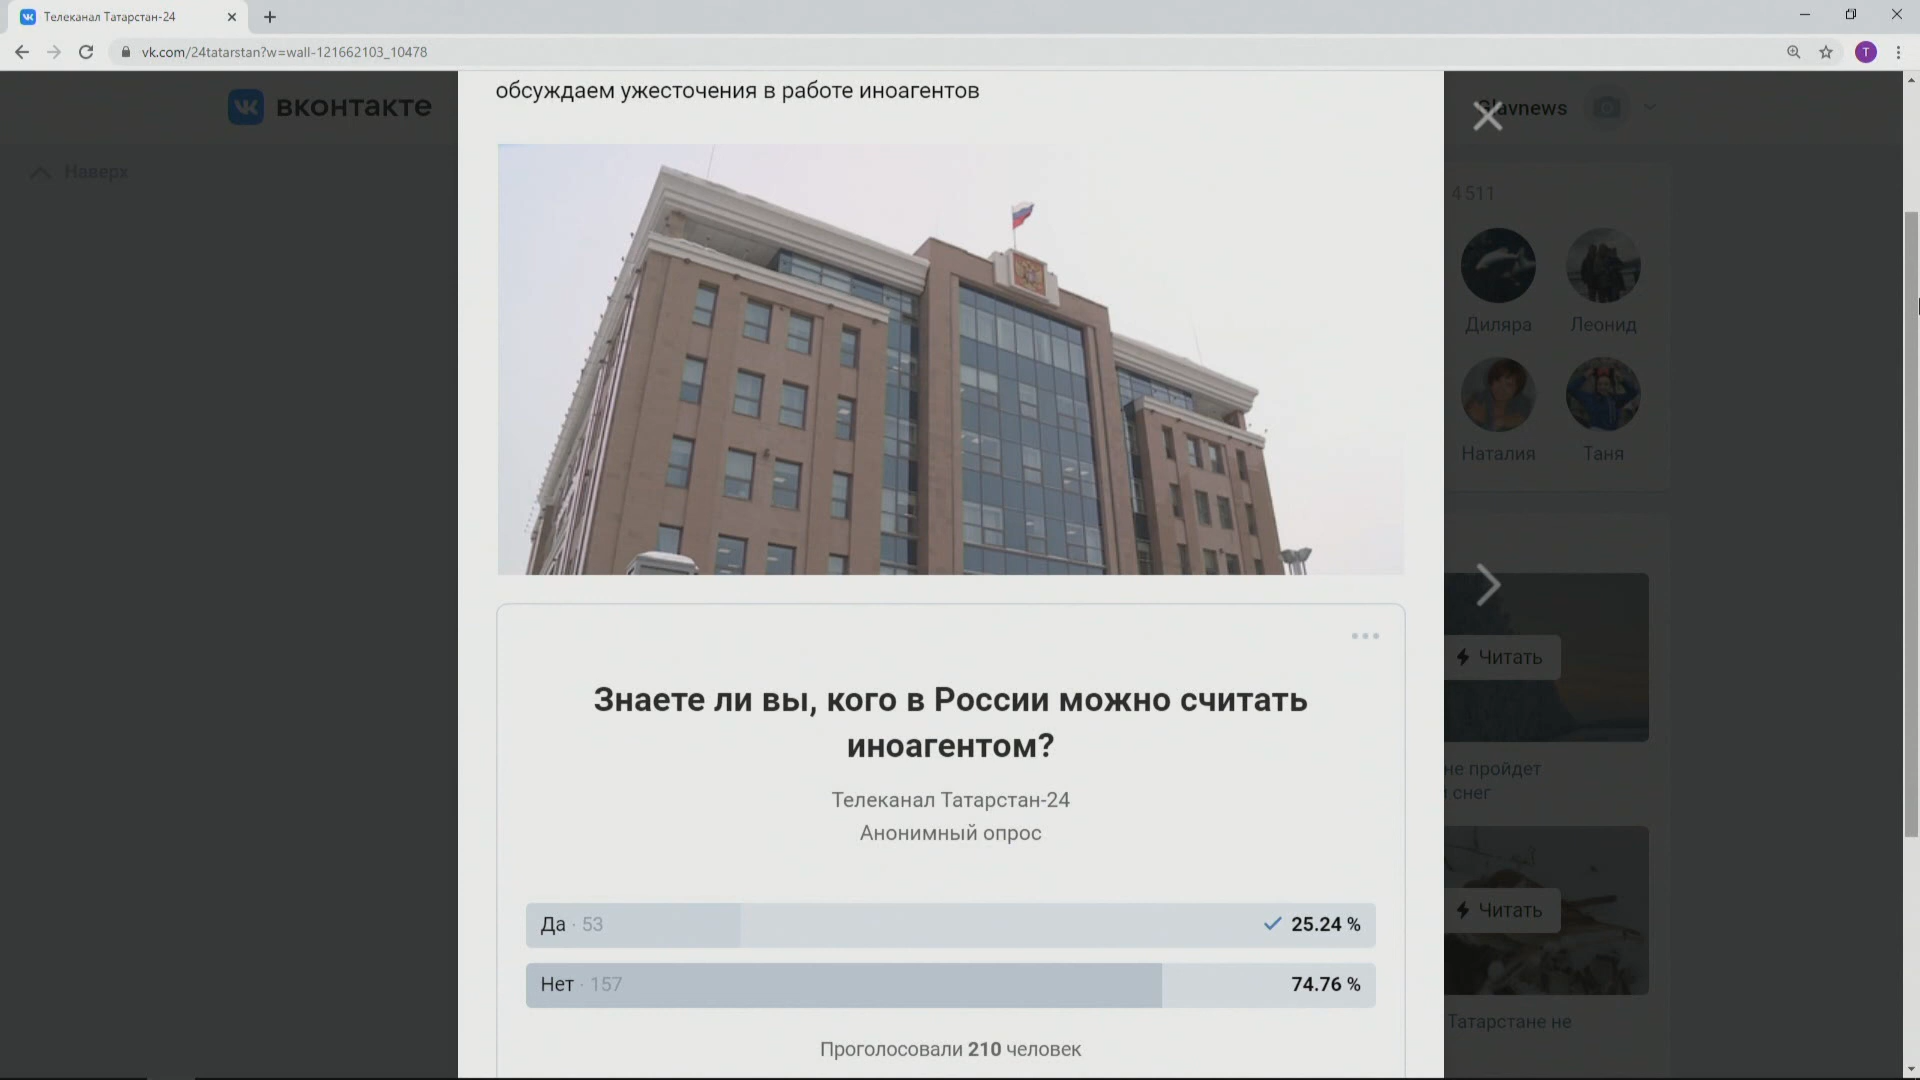 Телеканал Татарстан-24
vk.com/24tatarstan?w=wall-121662103_10478
T
вконтакте
Наверх
обсуждаем ужесточения в работе иноагентов
Glavnews
4 511
Диляра
Леонид
Наталия
Таня
Знаете ли вы, кого в России можно считать
иноагентом?
Телеканал Татарстан-24
Анонимный опрос
Да · 53
25.24 %
Нет · 157
74.76 %
Проголосовали 210 человек
Читать
не пройдет
снег
Читать
Татарстане не